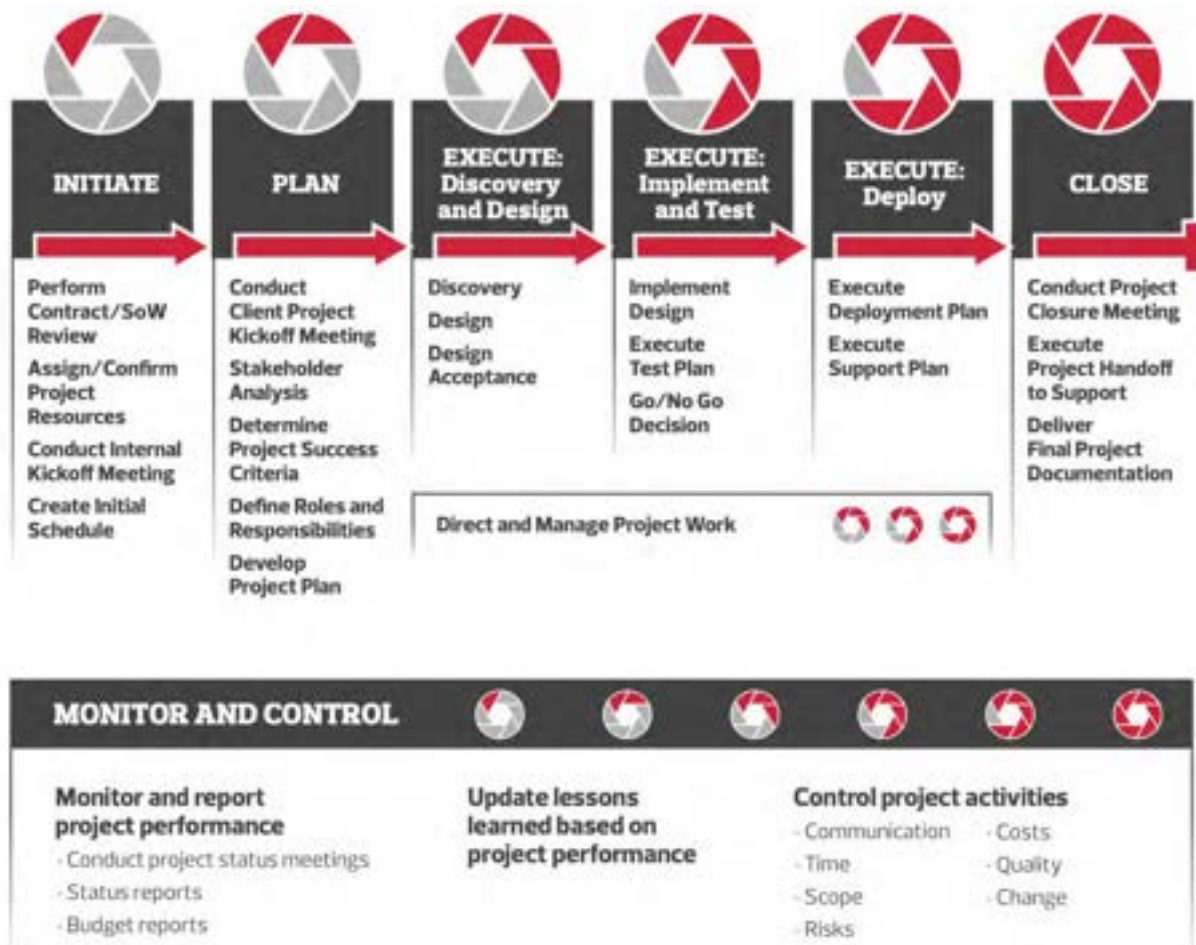 INITIATE
Perform
Contract/SoW
Review
Assign/Confirm
Project
Resources
Conduct Internal
Kickoff Meeting
Create Initial
Schedule
PLAN
Conduct
Client Project
Kickoff Meeting
Stakeholder
Analysis
Determine
Project Success
Criteria
Define Roles and
Responsibilities
Develop
Project Plan
EXECUTE:
Discovery
and Design
Discovery
Design
Design
Acceptance
EXECUTE:
Implement
and Test
Implement
Design
Execute
Test Plan
Go/No Go
Decision
EXECUTE:
Deploy
Execute
Deployment Plan
Execute
Support Plan
CLOSE
Conduct Project
Closure Meeting
Execute
Project Handoff
to Support
Deliver
Final Project
Documentation
Direct and Manage Project Work
MONITOR AND CONTROL
Monitor and report
project performance
- Conduct project status meetings
- Status reports
- Budget reports
Update lessons
learned based on
project performance
Control project activities
- Communication
- Time
- Scope
- Risks
- Costs
- Quality
- Change